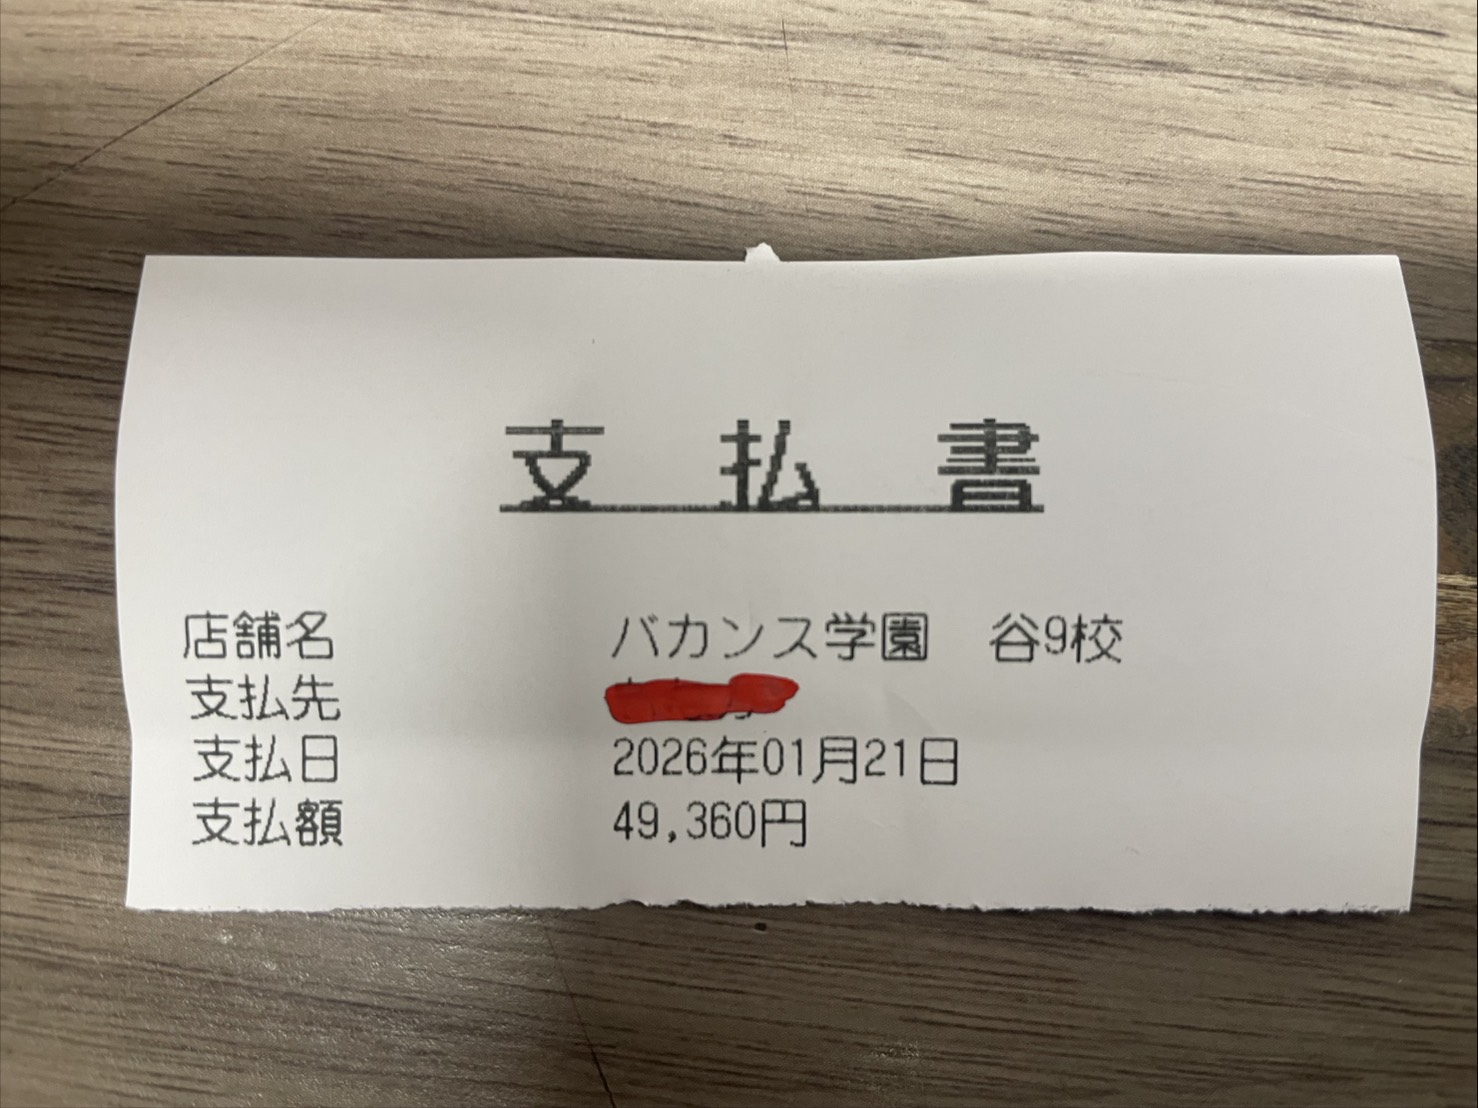 支払書
店舗名 バカンス学園 谷9校
支払先
支払日 2026年01月21日
支払額 49,360円